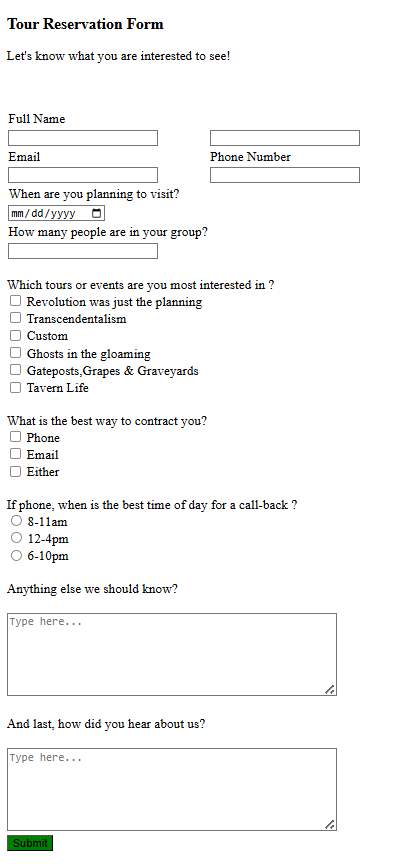 Tour Reservation Form
Let's know what you are interested to see!
Full Name
Email Phone Number
When are you planning to visit?
mm/dd/yyyy
How many people are in your group?
Which tours or events are you most interested in ?
Revolution was just the planning
Transcendentalism
Custom
Ghosts in the gloaming
Gateposts,Grapes & Graveyards
Tavern Life
What is the best way to contract you?
Phone
Email
Either
If phone, when is the best time of day for a call-back ?
8-11am
12-4pm
6-10pm
Anything else we should know?
Type here...
And last, how did you hear about us?
Type here...
Submit